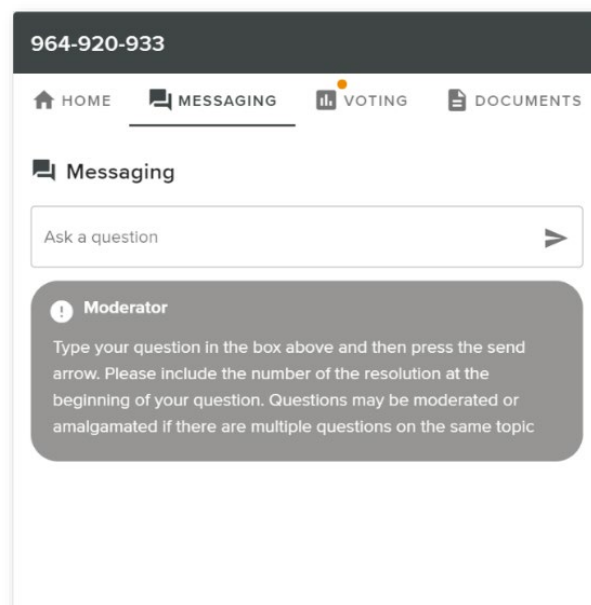 964-920-933
HOME MESSAGING VOTING DOCUMENTS
Messaging
Ask a question
Moderator
Type your question in the box above and then press the send
arrow. Please include the number of the resolution at the
beginning of your question. Questions may be moderated or
amalgamated if there are multiple questions on the same topic